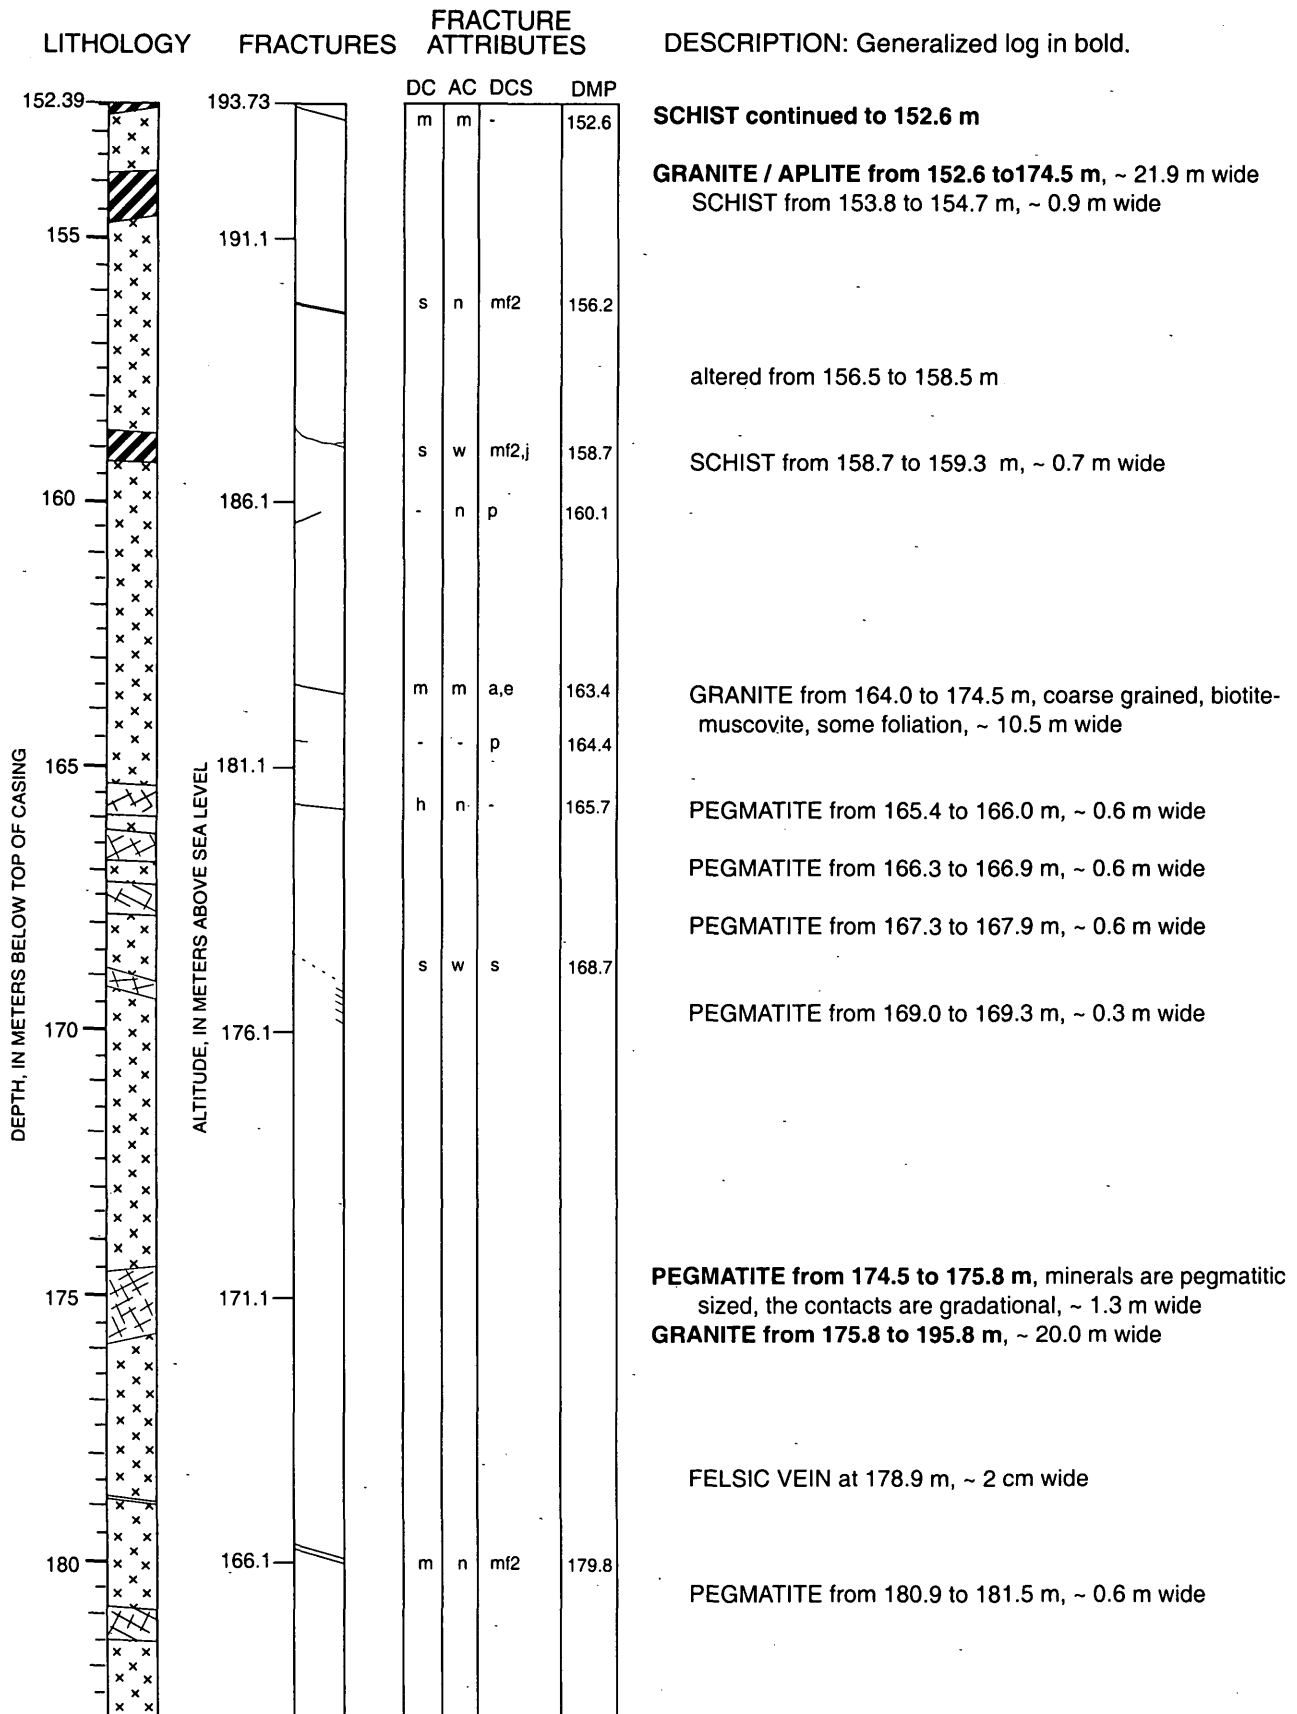 LITHOLOGY FRACTURES FRACTURE ATTRIBUTES DESCRIPTION: Generalized log in bold.
DC AC DCS DMP
152.39 193.73
m m - 152.6 SCHIST continued to 152.6 m
GRANITE / APLITE from 152.6 to174.5 m, ~ 21.9 m wide
SCHIST from 153.8 to 154.7 m, ~ 0.9 m wide
155 191.1
s n mf2 156.2
altered from 156.5 to 158.5 m
s w mf2,j 158.7 SCHIST from 158.7 to 159.3 m, ~ 0.7 m wide
160 186.1
- n p 160.1
m m a,e 163.4 GRANITE from 164.0 to 174.5 m, coarse grained, biotite-
muscovite, some foliation, ~ 10.5 m wide
- - p 164.4
165 181.1
h n - 165.7 PEGMATITE from 165.4 to 166.0 m, ~ 0.6 m wide
PEGMATITE from 166.3 to 166.9 m, ~ 0.6 m wide
PEGMATITE from 167.3 to 167.9 m, ~ 0.6 m wide
s w s 168.7
PEGMATITE from 169.0 to 169.3 m, ~ 0.3 m wide
170 176.1
DEPTH, IN METERS BELOW TOP OF CASING
ALTITUDE, IN METERS ABOVE SEA LEVEL
PEGMATITE from 174.5 to 175.8 m, minerals are pegmatitic
175 171.1 sized, the contacts are gradational, ~ 1.3 m wide
GRANITE from 175.8 to 195.8 m, ~ 20.0 m wide
FELSIC VEIN at 178.9 m, ~ 2 cm wide
180 166.1 m n mf2 179.8
PEGMATITE from 180.9 to 181.5 m, ~ 0.6 m wide